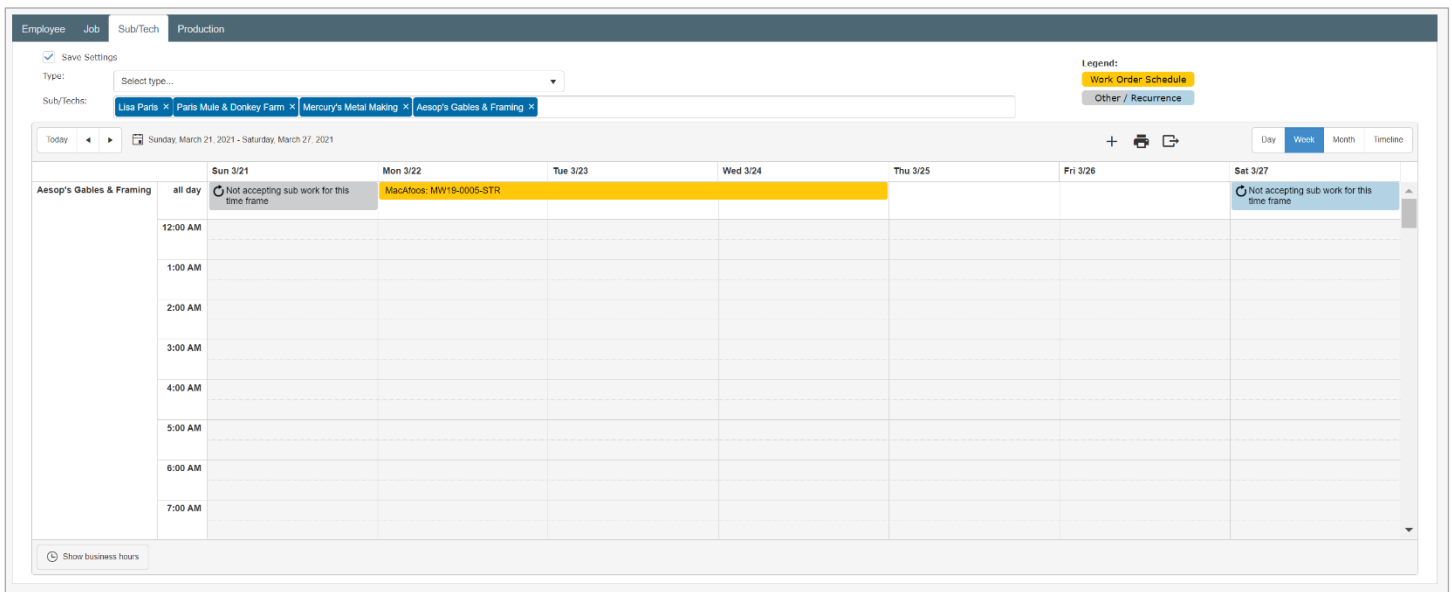 Employee Job Sub/Tech Production
Save Settings
Type: Select type...
Sub/Techs: Lisa Paris × Paris Mule & Donkey Farm × Mercury's Metal Making × Aesop's Gables & Framing ×
Legend:
Work Order Schedule
Other / Recurrence
Today Sunday, March 21, 2021 - Saturday, March 27, 2021 Day Week Month Timeline
Sun 3/21 Mon 3/22 Tue 3/23 Wed 3/24 Thu 3/25 Fri 3/26 Sat 3/27
Aesop's Gables & Framing all day
Not accepting sub work for this
time frame
MacAfoos: MW19-0005-STR
Not accepting sub work for this
time frame
12:00 AM
1:00 AM
2:00 AM
3:00 AM
4:00 AM
5:00 AM
6:00 AM
7:00 AM
Show business hours